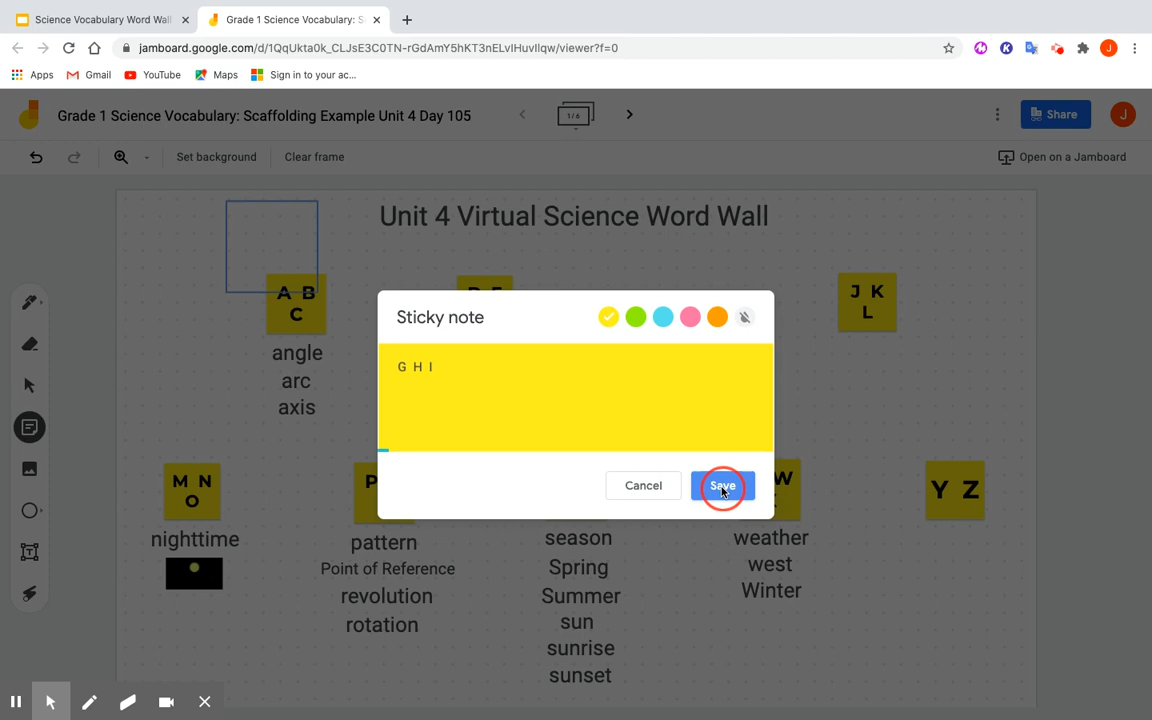 Science Vocabulary Word Wall
Grade 1 Science Vocabulary: S
jamboard.google.com/d/1QqUkta0k_CLJsE3C0TN-rGdAmY5hKT3nELvIHuvIlqw/viewer?f=0
Apps
Gmail
YouTube
Maps
Sign in to your ac...
J
K
Grade 1 Science Vocabulary: Scaffolding Example Unit 4 Day 105
1/6
Share
J
Set background
Clear frame
Open on a Jamboard
Unit 4 Virtual Science Word Wall
A B
C
J K
L
angle
arc
axis
Sticky note
G H I
Cancel
Save
M N
O
P
W
Y Z
nighttime
pattern
Point of Reference
revolution
rotation
season
Spring
Summer
sun
sunrise
sunset
weather
west
Winter